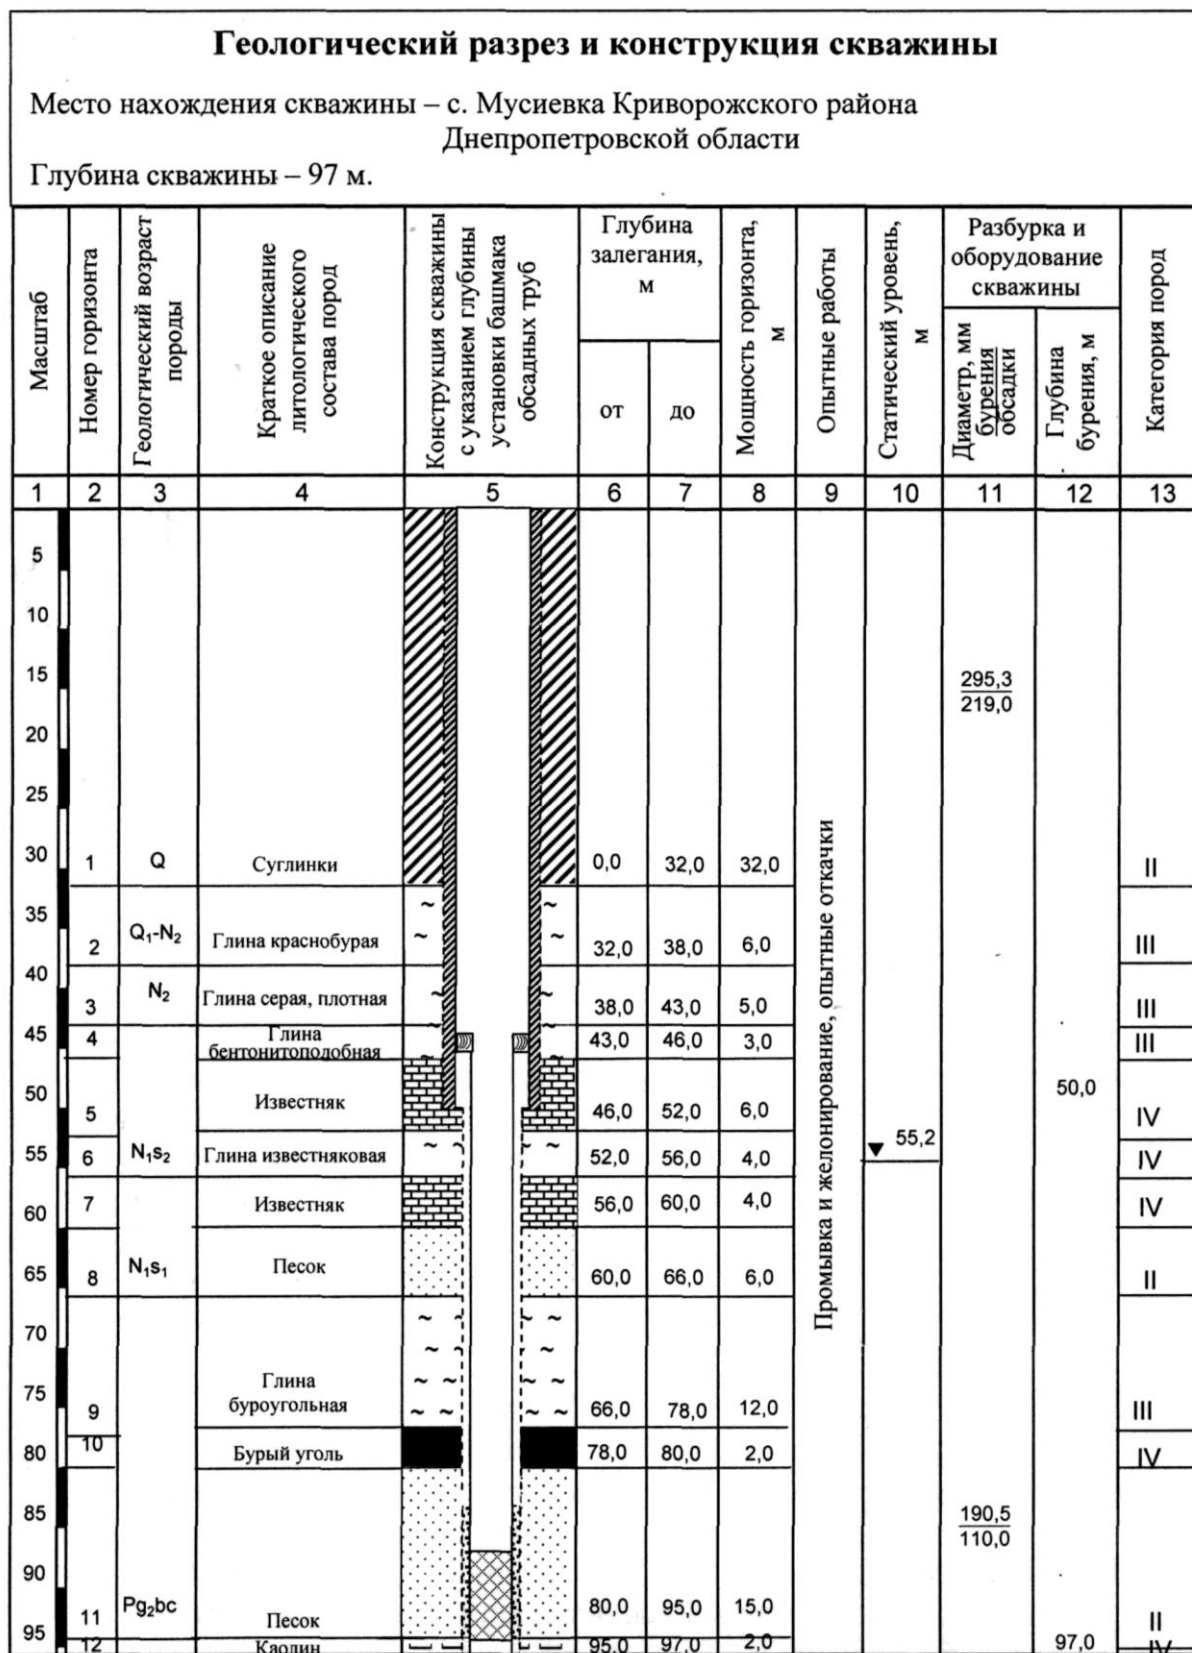 Геологический разрез и конструкция скважины
Место нахождения скважины – с. Мусиевка Криворожского района
Днепропетровской области
Глубина скважины – 97 м.
Масштаб
Номер горизонта
Геологический возраст
породы
Краткое описание
литологического
состава пород
Конструкция скважины
с указанием глубины
установки башмака
обсадных труб
Глубина
залегания,
м
от
до
Мощность горизонта,
м
Опытные работы
Статический уровень,
м
Разбурка и
оборудование
скважины
Диаметр, мм
бурения
обсадки
Глубина
бурения, м
Категория пород
1 2 3 4 5 6 7 8 9 10 11 12 13
5
10
15
20
25
30
35
40
45
50
55
60
65
70
75
80
85
90
95
1 Q Суглинки 0,0 32,0 32,0 II
2 Q₁-N₂ Глина краснобурая 32,0 38,0 6,0 III
3 N₂ Глина серая, плотная 38,0 43,0 5,0 III
4 Глина
бентонитоподобная 43,0 46,0 3,0 III
5 Известняк 46,0 52,0 6,0 IV
6 N₁s₂ Глина известняковая 52,0 56,0 4,0 IV
7 Известняк 56,0 60,0 4,0 IV
8 N₁s₁ Песок 60,0 66,0 6,0 II
9 Глина
буроугольная 66,0 78,0 12,0 III
10 Бурый уголь 78,0 80,0 2,0 IV
11 Pg₂bc Песок 80,0 95,0 15,0 II
12 Каолин 95,0 97,0 2,0 IV
Промывка и желонирование, опытные откачки
55,2
295,3
219,0
190,5
110,0
50,0
97,0